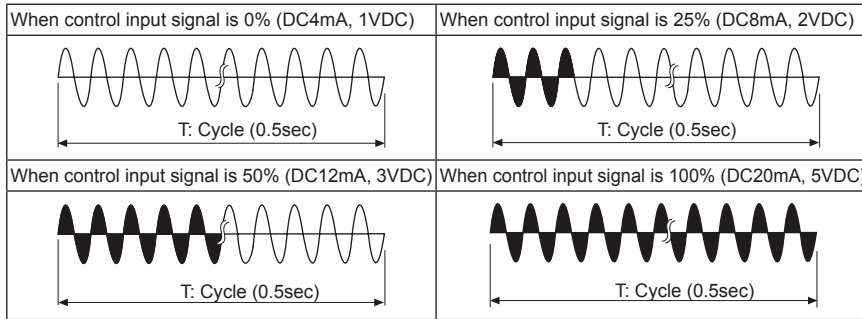 When control input signal is 0% (DC4mA, 1VDC)
When control input signal is 25% (DC8mA, 2VDC)
T: Cycle (0.5sec)
T: Cycle (0.5sec)
When control input signal is 50% (DC12mA, 3VDC)
When control input signal is 100% (DC20mA, 5VDC)
T: Cycle (0.5sec)
T: Cycle (0.5sec)